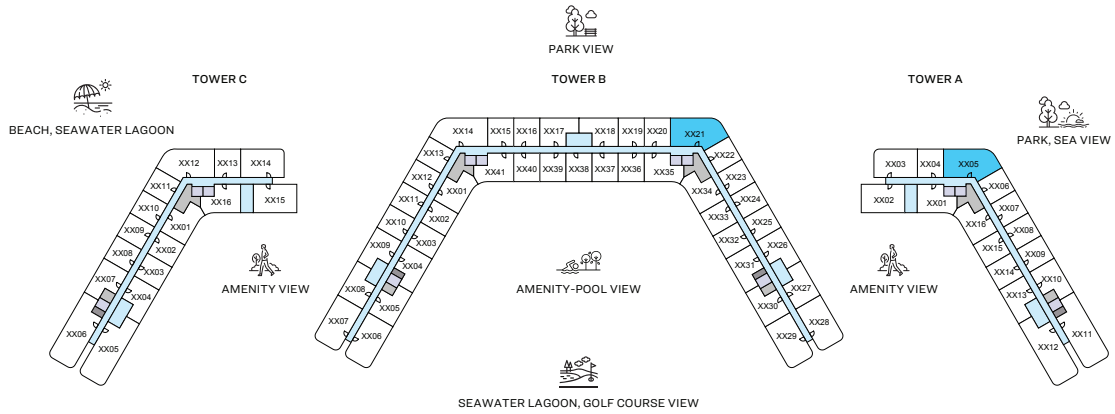 PARK VIEW
TOWER C
TOWER B
TOWER A
BEACH, SEAWATER LAGOON
PARK, SEA VIEW
XX12
XX13
XX14
XX11
XX10
XX09
XX08
XX07
XX06
XX16
XX15
XX01
XX02
XX03
XX04
XX05
AMENITY VIEW
XX14
XX15
XX16
XX17
XX18
XX19
XX20
XX21
XX13
XX12
XX11
XX10
XX09
XX08
XX07
XX01
XX02
XX03
XX04
XX05
XX06
XX41
XX40
XX39
XX38
XX37
XX36
XX35
XX22
XX23
XX24
XX25
XX26
XX27
XX28
XX34
XX33
XX32
XX31
XX30
XX29
AMENITY-POOL VIEW
AMENITY VIEW
XX03
XX04
XX05
XX02
XX01
XX06
XX07
XX08
XX09
XX10
XX11
XX16
XX15
XX14
XX13
XX12
SEAWATER LAGOON, GOLF COURSE VIEW